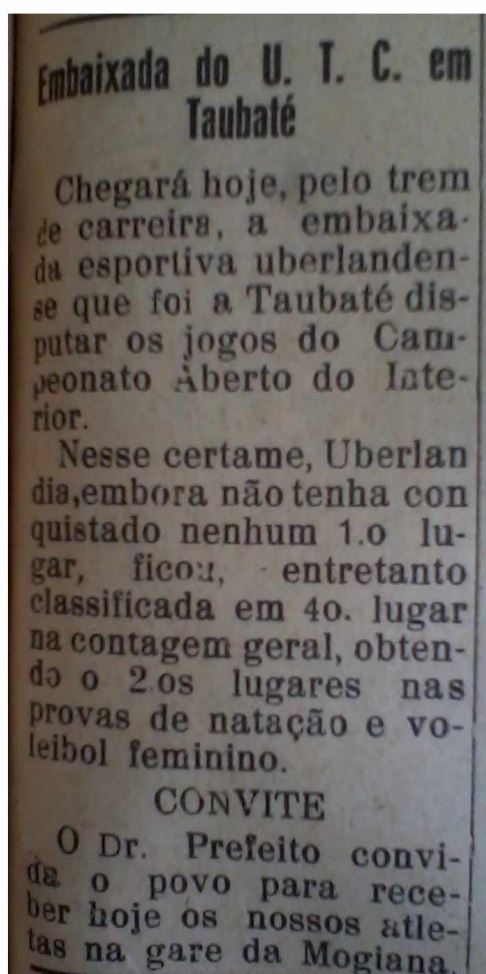 Embaixada do U. T. C. em
Taubaté
Chegará hoje, pelo trem
de carreira, a embaixa-
da esportiva uberlanden-
se que foi a Taubaté dis-
putar os jogos do Cam-
peonato Aberto do Inte-
rior.
Nesse certame, Uberlan
dia,embora não tenha con
quistado nenhum 1.o lu-
gar, ficou, entretanto
classificada em 4o. lugar
na contagem geral, obten-
do o 2.os lugares nas
provas de natação e vo-
leibol feminino.
CONVITE
O Dr. Prefeito convi-
da o povo para rece-
ber hoje os nossos atle-
tas na gare da Mogiana.